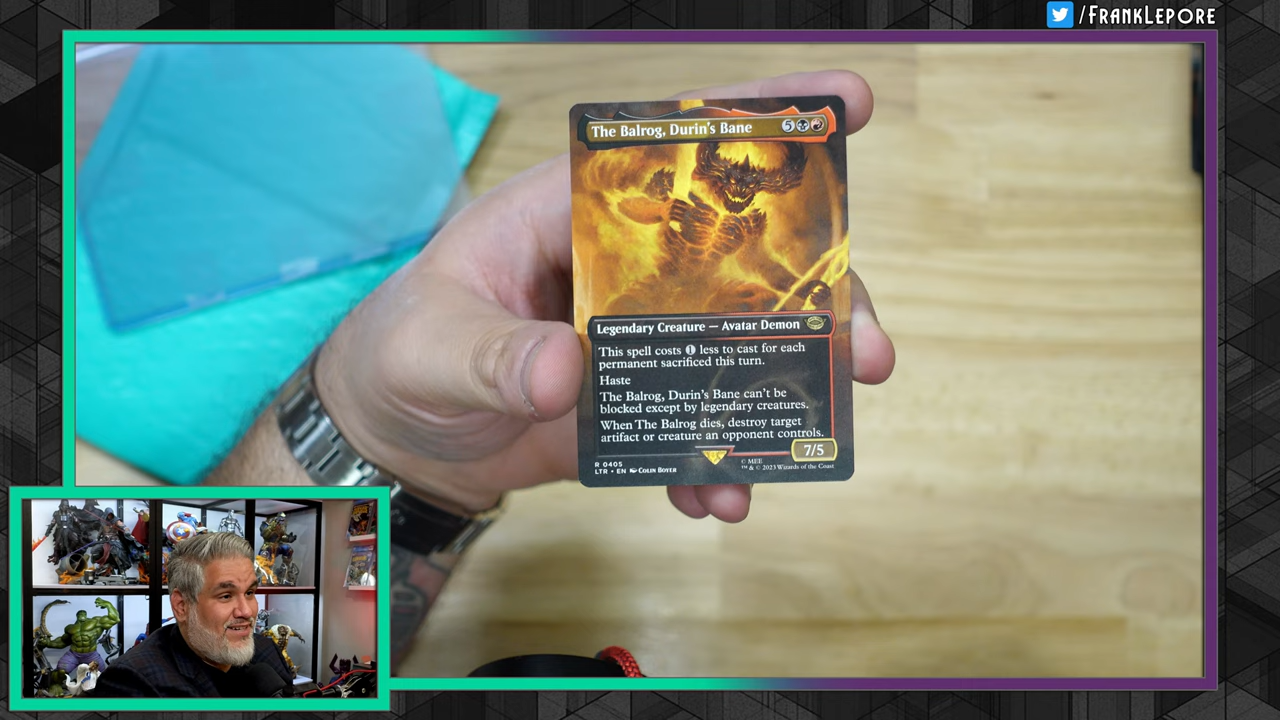 /FrankLepore
The Balrog, Durin's Bane 5
Legendary Creature — Avatar Demon
This spell costs 1 less to cast for each
permanent sacrificed this turn.
Haste
The Balrog, Durin's Bane can't be
blocked except by legendary creatures.
When The Balrog dies, destroy target
artifact or creature an opponent controls.
7/5
R 0405
LTR • EN Colin Boyer
© MEE
™ & © 2023 Wizards of the Coast